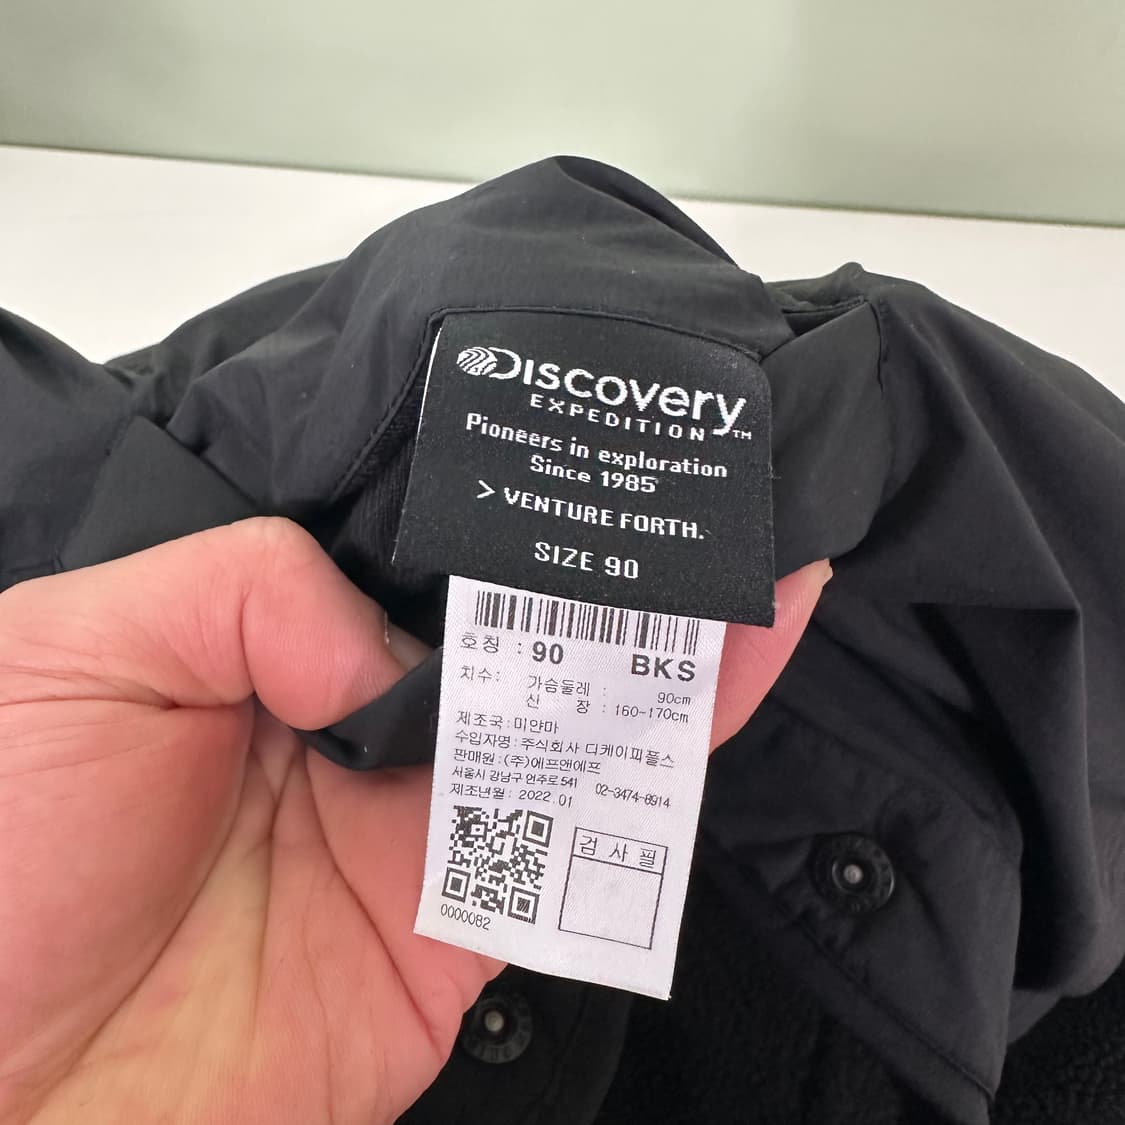 Discovery
EXPEDITION™
Pioneers in exploration
Since 1985
> VENTURE FORTH.
SIZE 90
호칭 : 90 BKS
치수: 가슴둘레 : 90cm
신 장 : 160-170cm
제조국:미얀마
수입자명:주식회사 디케이피플스
판매원:(주)에프앤에프
서울시 강남구 언주로 541 02-3474-8914
제조년월: 2022.01
검 사 필
0000082